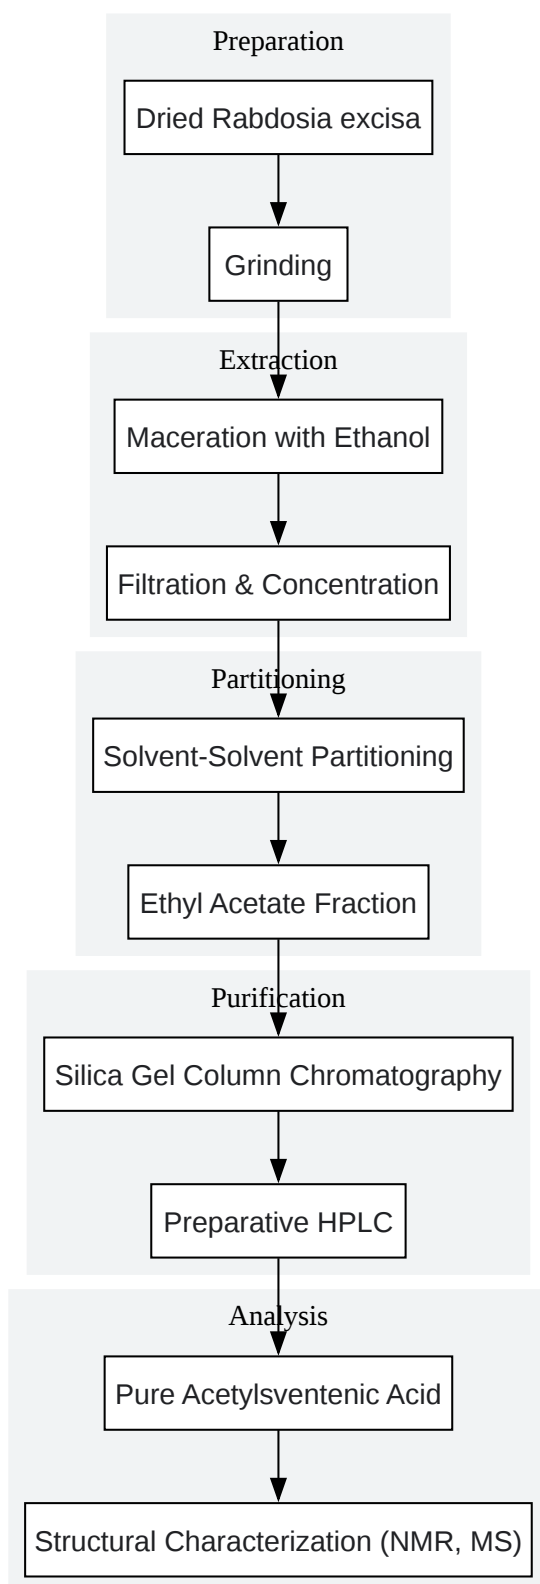 Preparation
Dried Rabdosia excisa
Grinding
Extraction
Maceration with Ethanol
Filtration & Concentration
Partitioning
Solvent-Solvent Partitioning
Ethyl Acetate Fraction
Purification
Silica Gel Column Chromatography
Preparative HPLC
Analysis
Pure Acetylsventenic Acid
Structural Characterization (NMR, MS)